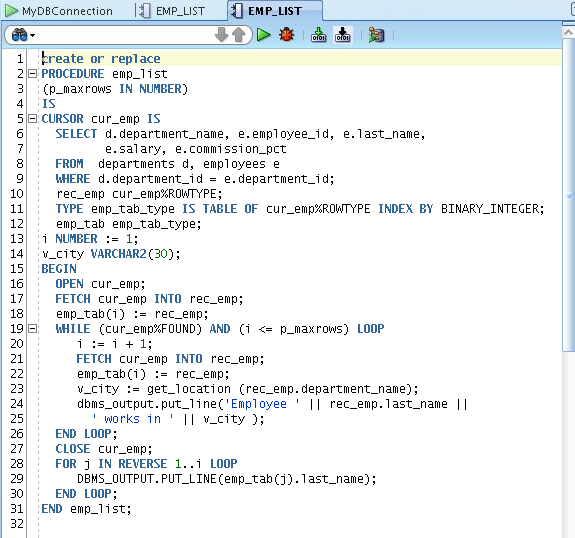 MyDBConnection EMP_LIST EMP_LIST
1 create or replace
2 PROCEDURE emp_list
3 (p_maxrows IN NUMBER)
4 IS
5 CURSOR cur_emp IS
6 SELECT d.department_name, e.employee_id, e.last_name,
7 e.salary, e.commission_pct
8 FROM departments d, employees e
9 WHERE d.department_id = e.department_id;
10 rec_emp cur_emp%ROWTYPE;
11 TYPE emp_tab_type IS TABLE OF cur_emp%ROWTYPE INDEX BY BINARY_INTEGER;
12 emp_tab emp_tab_type;
13 i NUMBER := 1;
14 v_city VARCHAR2(30);
15 BEGIN
16 OPEN cur_emp;
17 FETCH cur_emp INTO rec_emp;
18 emp_tab(i) := rec_emp;
19 WHILE (cur_emp%FOUND) AND (i <= p_maxrows) LOOP
20 i := i + 1;
21 FETCH cur_emp INTO rec_emp;
22 emp_tab(i) := rec_emp;
23 v_city := get_location (rec_emp.department_name);
24 dbms_output.put_line('Employee ' || rec_emp.last_name ||
25 ' works in ' || v_city );
26 END LOOP;
27 CLOSE cur_emp;
28 FOR j IN REVERSE 1..i LOOP
29 DBMS_OUTPUT.PUT_LINE(emp_tab(j).last_name);
30 END LOOP;
31 END emp_list;
32